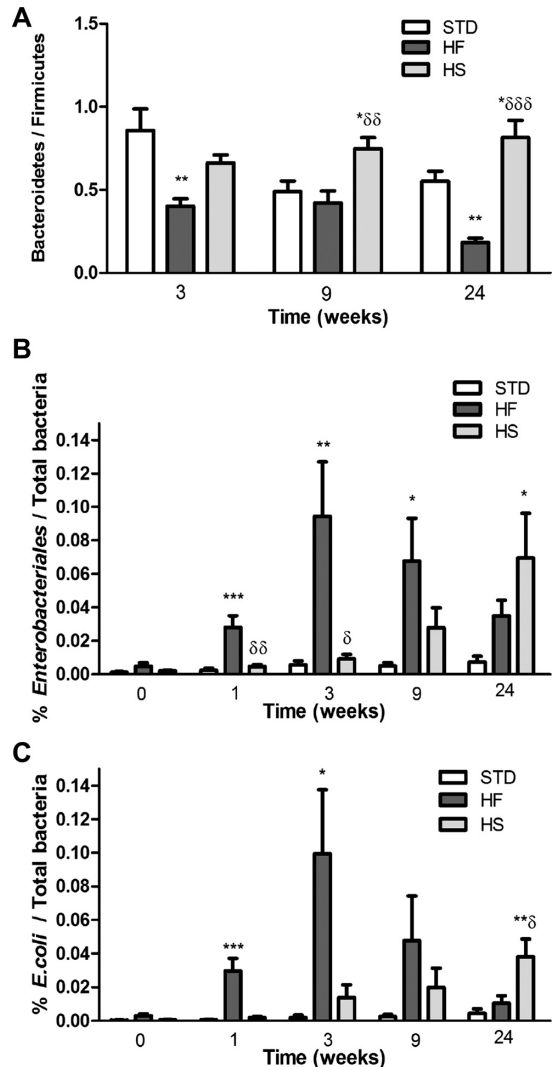 A
STD
HF
HS
Bacteroidetes / Firmicutes
1.5
1.0
0.5
0.0
**
*δδ
**
*δδδ
3 9 24
Time (weeks)
B
STD
HF
HS
% Enterobacteriales / Total bacteria
0.14
0.12
0.10
0.08
0.06
0.04
0.02
0.00
***
δδ
**
δ
*
*
0 1 3 9 24
Time (weeks)
C
STD
HF
HS
% E.coli / Total bacteria
0.14
0.12
0.10
0.08
0.06
0.04
0.02
0.00
***
*
**δ
0 1 3 9 24
Time (weeks)